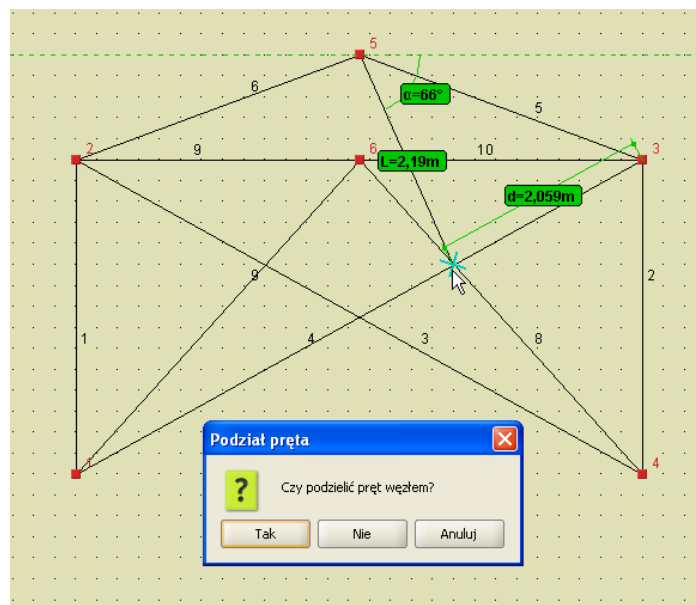 5
6
α=66°
5
2
9
6
L=2,19m
10
3
d=2,059m
9
2
1
4
3
8
1
4
Podział pręta
?
Czy podzielić pręt węzłem?
Tak
Nie
Anuluj